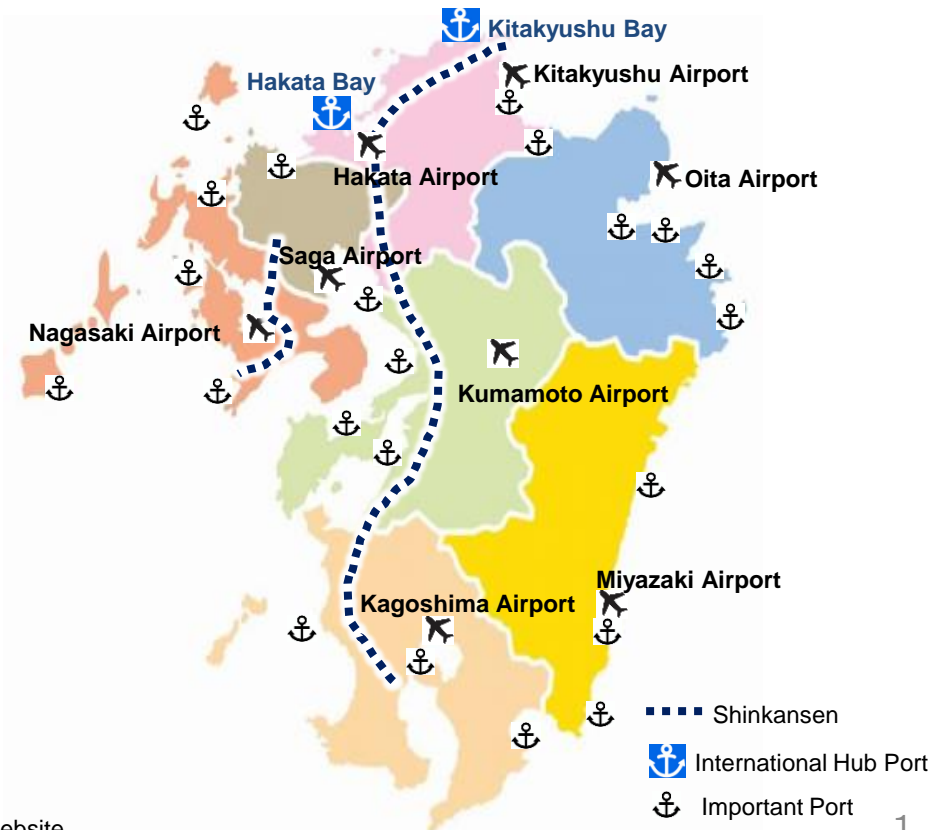 Kitakyushu Bay
Kitakyushu Airport
Hakata Bay
Hakata Airport
Oita Airport
Saga Airport
Nagasaki Airport
Kumamoto Airport
Miyazaki Airport
Kagoshima Airport
Shinkansen
International Hub Port
Important Port
ebsite
1